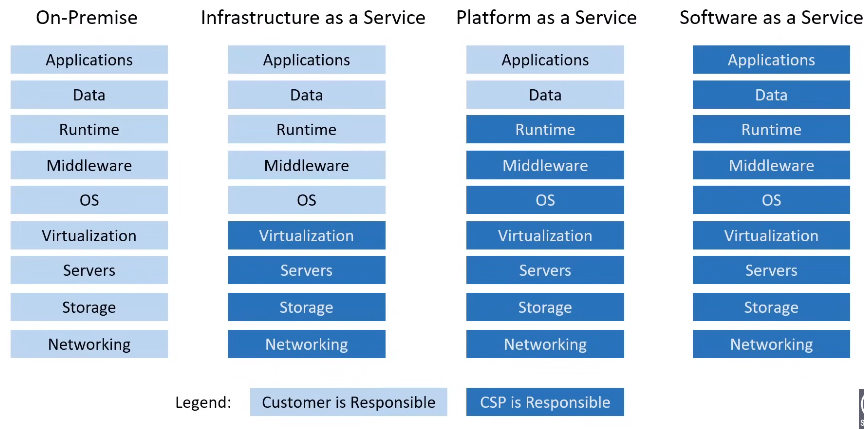 On-Premise Infrastructure as a Service Platform as a Service Software as a Service
Applications Applications Applications Applications
Data Data Data Data
Runtime Runtime Runtime Runtime
Middleware Middleware Middleware Middleware
OS OS OS OS
Virtualization Virtualization Virtualization Virtualization
Servers Servers Servers Servers
Storage Storage Storage Storage
Networking Networking Networking Networking
Legend: Customer is Responsible CSP is Responsible